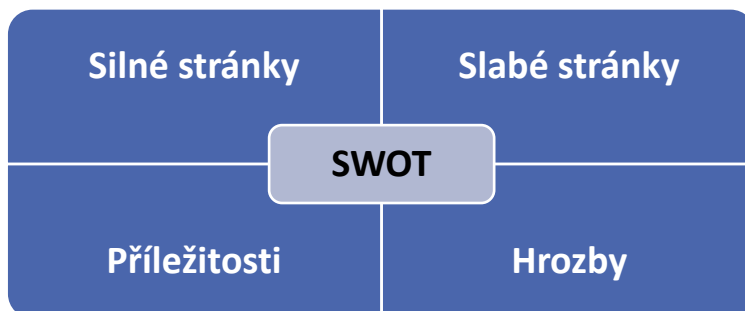 Silné stránky
Slabé stránky
SWOT
Příležitosti
Hrozby